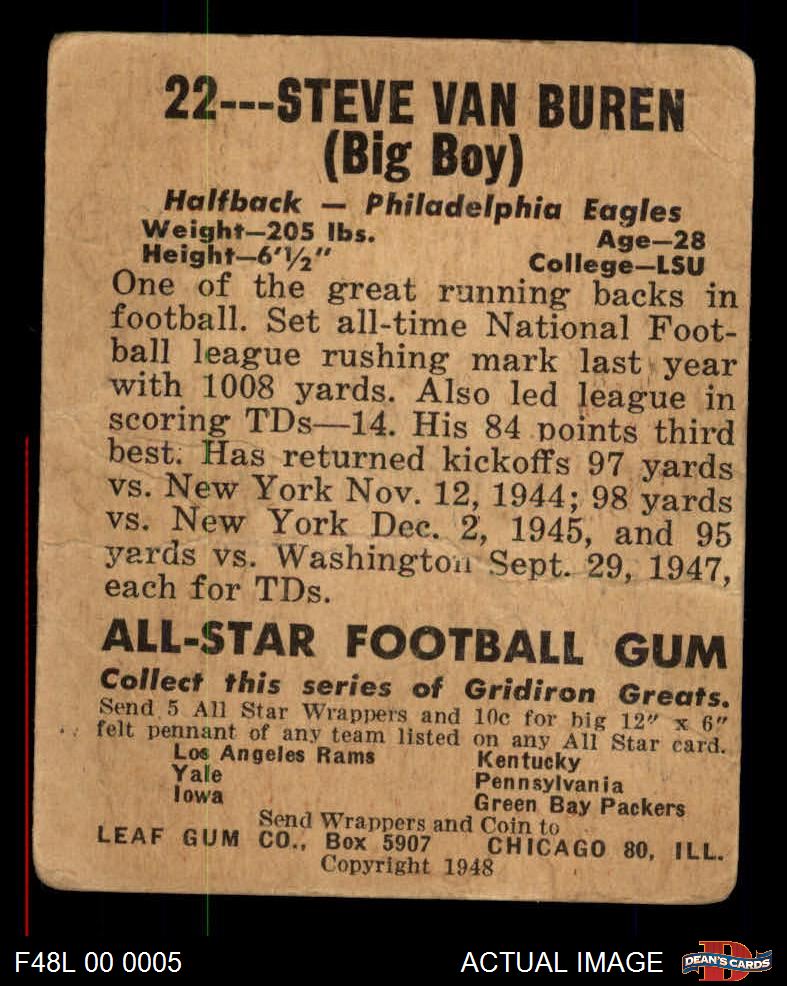 22---STEVE VAN BUREN
(Big Boy)
Halfback — Philadelphia Eagles
Weight—205 lbs. Age—28
Height—6'½" College—LSU
One of the great running backs in
football. Set all-time National Foot-
ball league rushing mark last year
with 1008 yards. Also led league in
scoring TDs—14. His 84 points third
best. Has returned kickoffs 97 yards
vs. New York Nov. 12, 1944; 98 yards
vs. New York Dec. 2, 1945, and 95
yards vs. Washington Sept. 29, 1947,
each for TDs.
ALL-STAR FOOTBALL GUM
Collect this series of Gridiron Greats.
Send 5 All Star Wrappers and 10c for big 12" x 6"
felt pennant of any team listed on any All Star card.
Los Angeles Rams Kentucky
Yale Pennsylvania
Iowa Green Bay Packers
Send Wrappers and Coin to
LEAF GUM CO., Box 5907 CHICAGO 80, ILL.
Copyright 1948
F48L 00 0005 ACTUAL IMAGE D DEAN'S CARDS